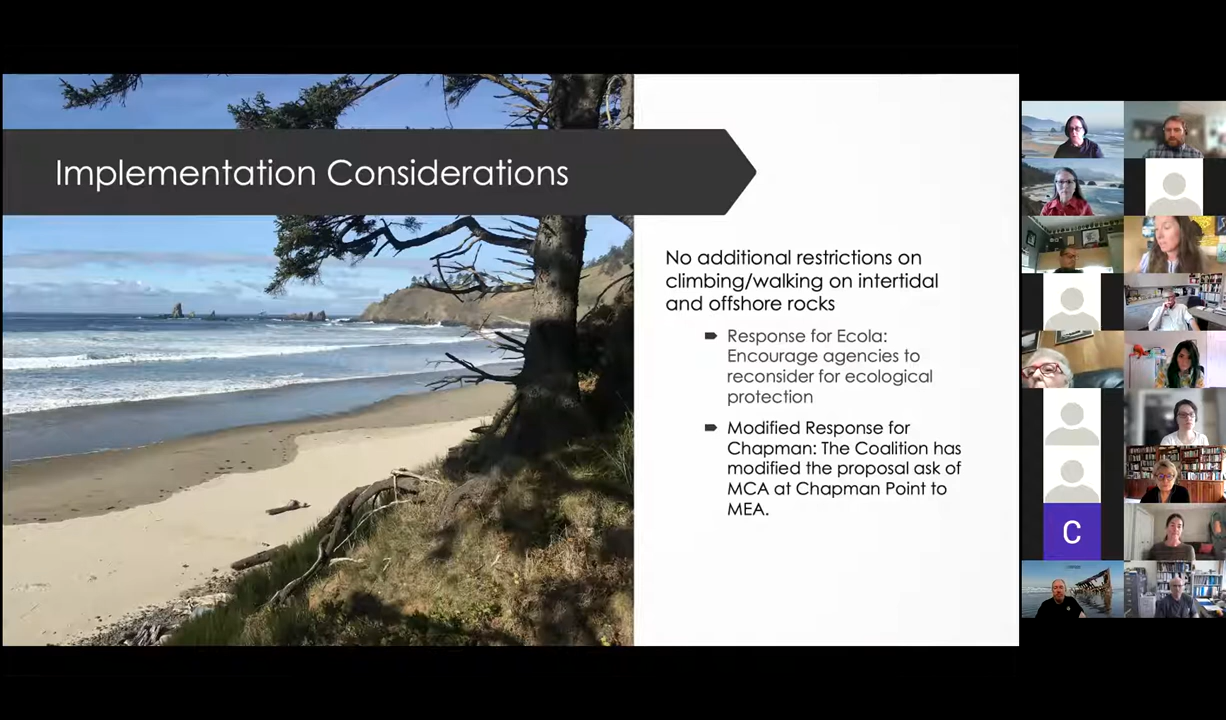 Implementation Considerations
No additional restrictions on
climbing/walking on intertidal
and offshore rocks
Response for Ecola:
Encourage agencies to
reconsider for ecological
protection
Modified Response for
Chapman: The Coalition has
modified the proposal ask of
MCA at Chapman Point to
MEA.
C